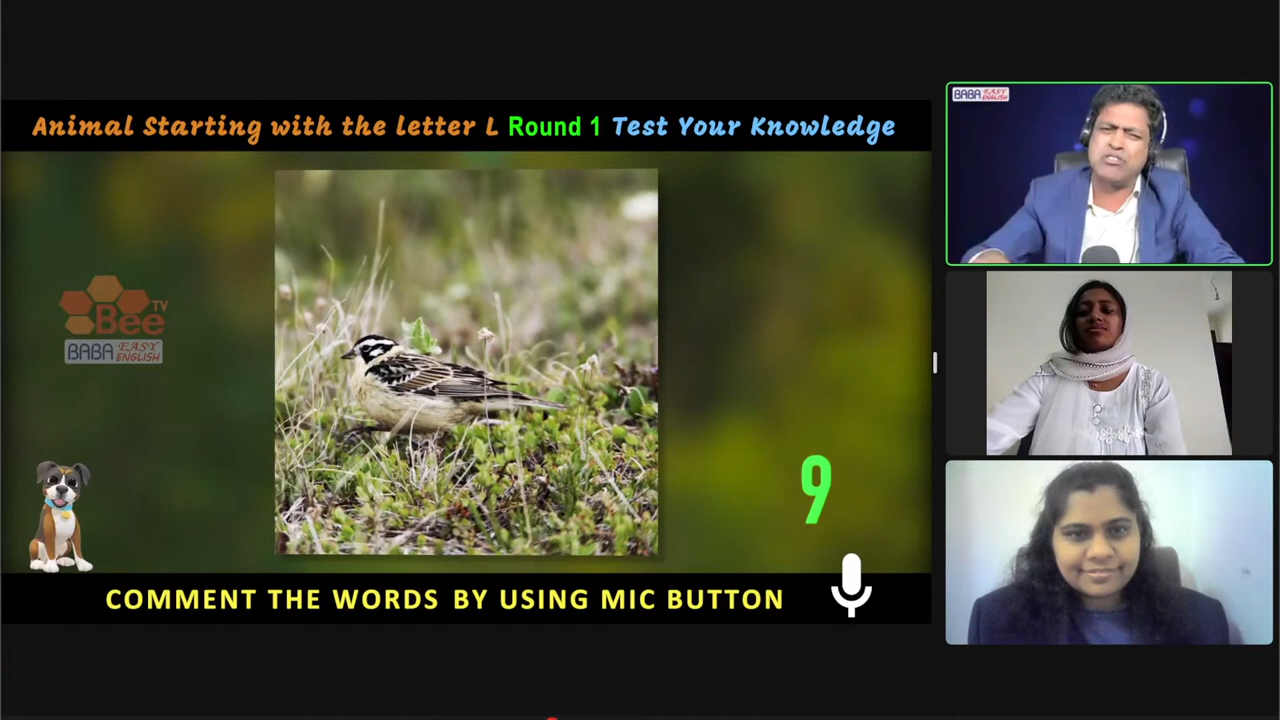 Animal Starting with the letter L Round 1 Test Your Knowledge
BABA EASY ENGLISH
Bee TV
BABA EASY ENGLISH
9
COMMENT THE WORDS BY USING MIC BUTTON